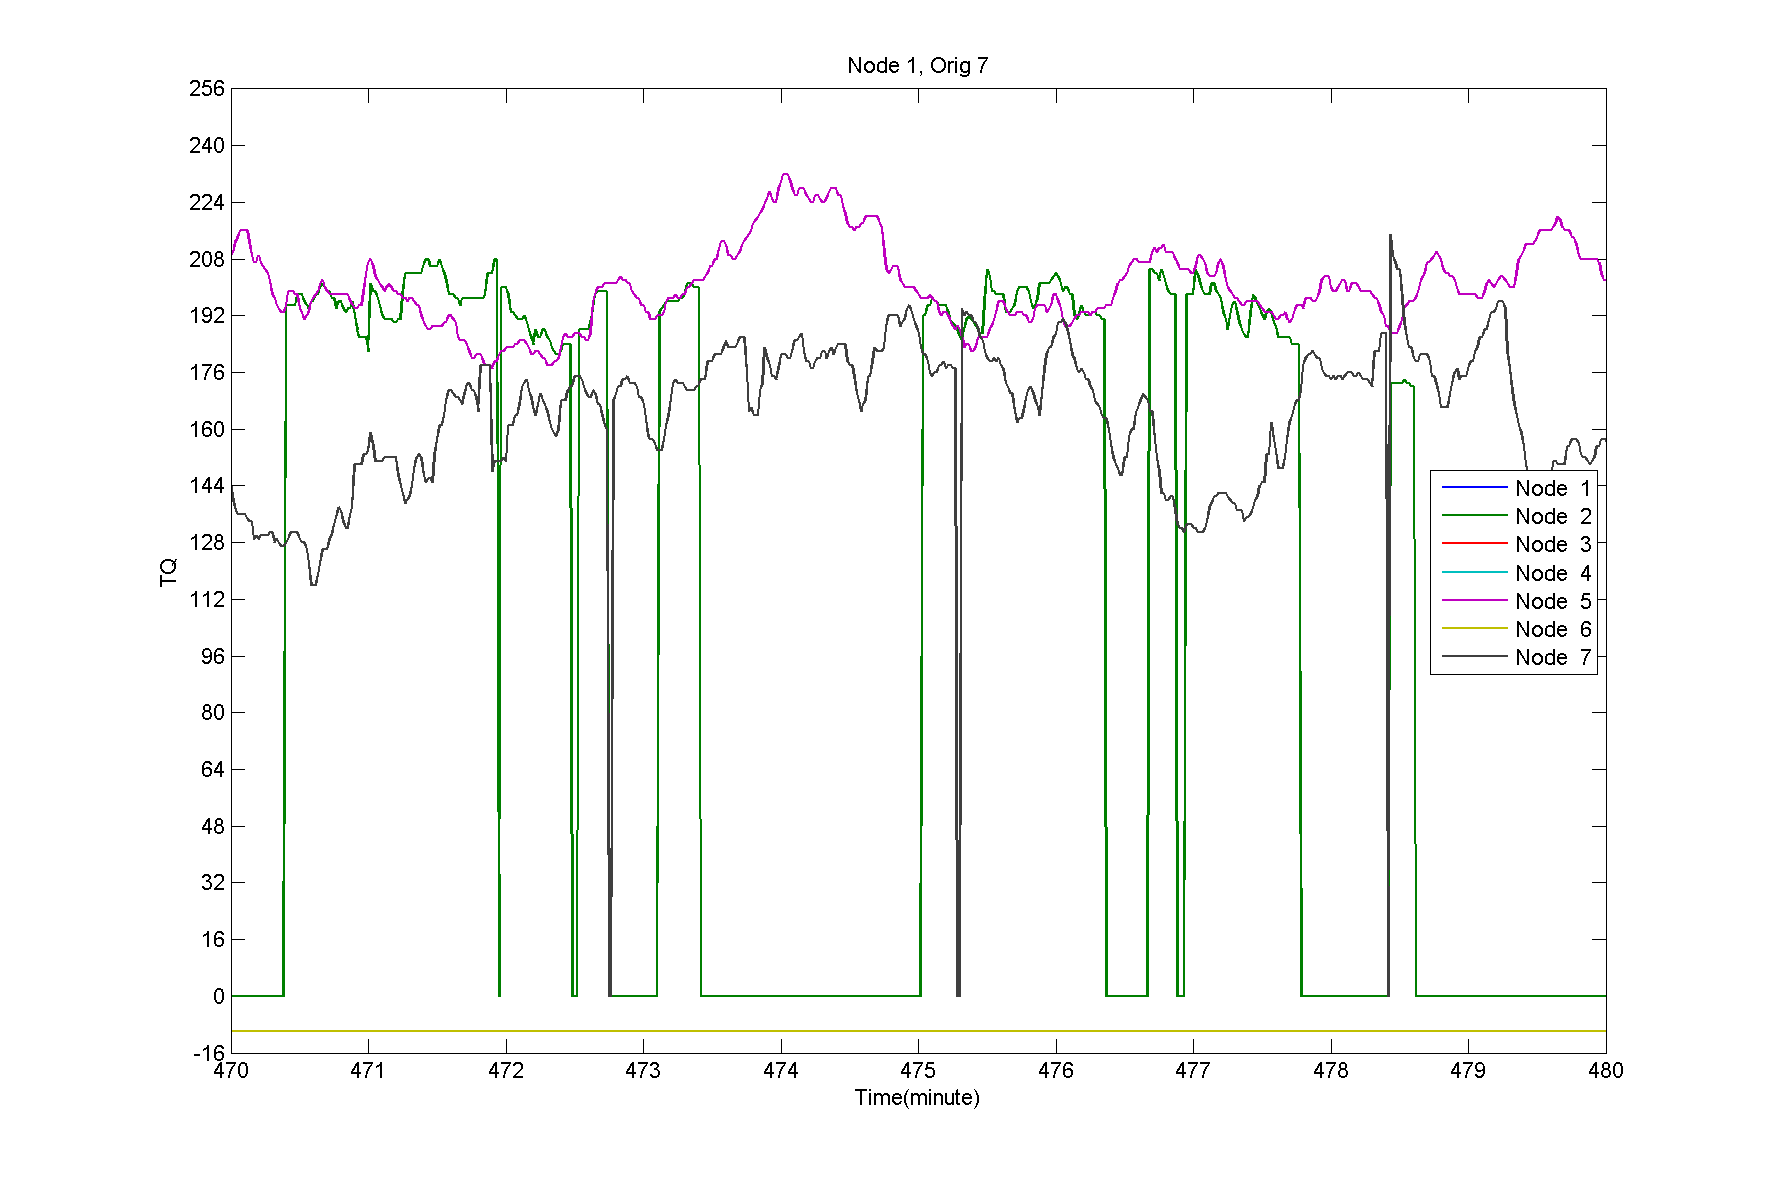 Node 1, Orig 7
256
240
224
208
192
176
160
144
128
112
96
80
64
48
32
16
0
-16
TQ
Node 1
Node 2
Node 3
Node 4
Node 5
Node 6
Node 7
470 471 472 473 474 475 476 477 478 479 480
Time(minute)